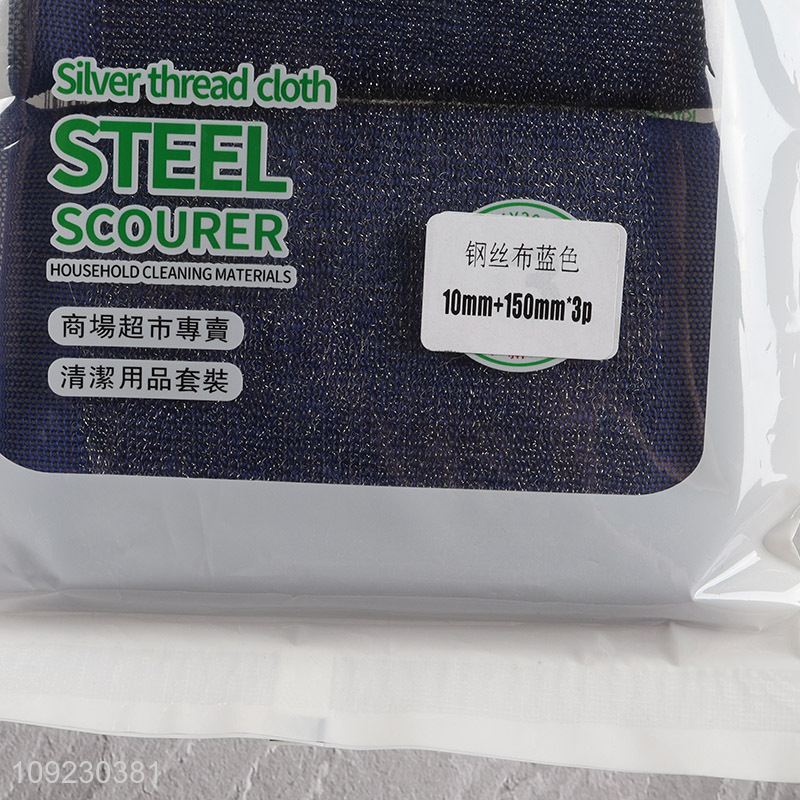 Silver thread cloth
STEEL
SCOURER
HOUSEHOLD CLEANING MATERIALS
商場超市專賣
清潔用品套裝
钢丝布蓝色
10mm+150mm*3p
109230381